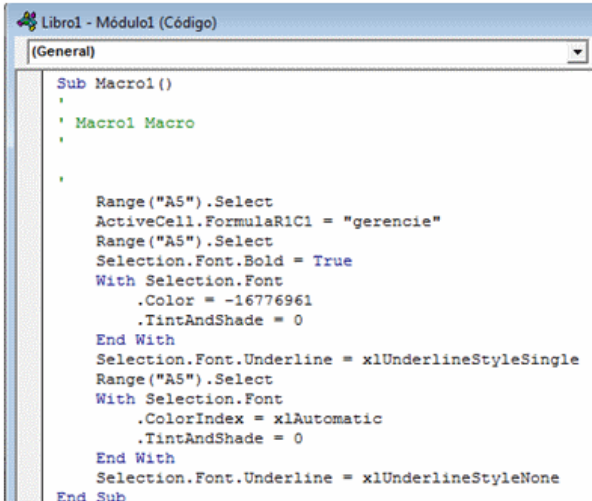 Libro1 - Módulo1 (Código)
(General)
Sub Macro1()
'
' Macro1 Macro
'
'
Range("A5").Select
ActiveCell.FormulaR1C1 = "gerencie"
Range("A5").Select
Selection.Font.Bold = True
With Selection.Font
.Color = -16776961
.TintAndShade = 0
End With
Selection.Font.Underline = xlUnderlineStyleSingle
Range("A5").Select
With Selection.Font
.ColorIndex = xlAutomatic
.TintAndShade = 0
End With
Selection.Font.Underline = xlUnderlineStyleNone
End Sub